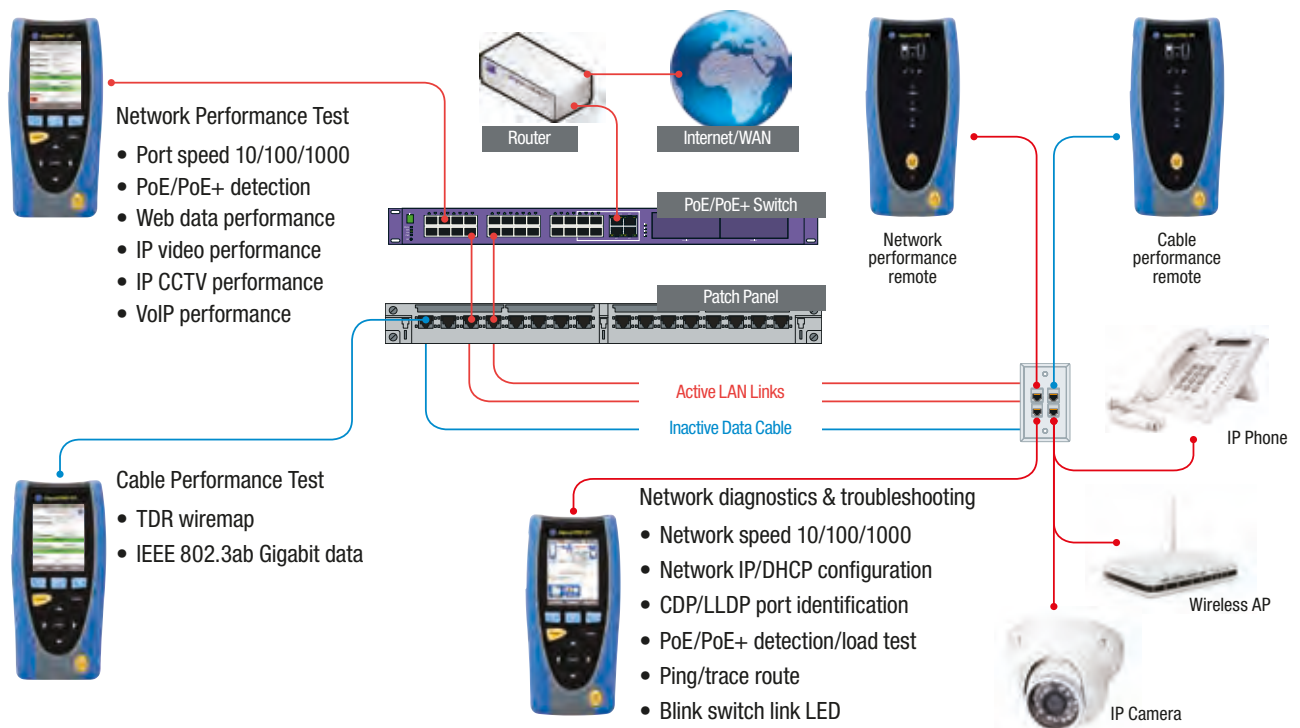 Network Performance Test
• Port speed 10/100/1000
• PoE/PoE+ detection
• Web data performance
• IP video performance
• IP CCTV performance
• VoIP performance
Router
Internet/WAN
PoE/PoE+ Switch
Patch Panel
Network
performance
remote
Cable
performance
remote
Active LAN Links
Inactive Data Cable
IP Phone
Wireless AP
IP Camera
Cable Performance Test
• TDR wiremap
• IEEE 802.3ab Gigabit data
Network diagnostics & troubleshooting
• Network speed 10/100/1000
• Network IP/DHCP configuration
• CDP/LLDP port identification
• PoE/PoE+ detection/load test
• Ping/trace route
• Blink switch link LED